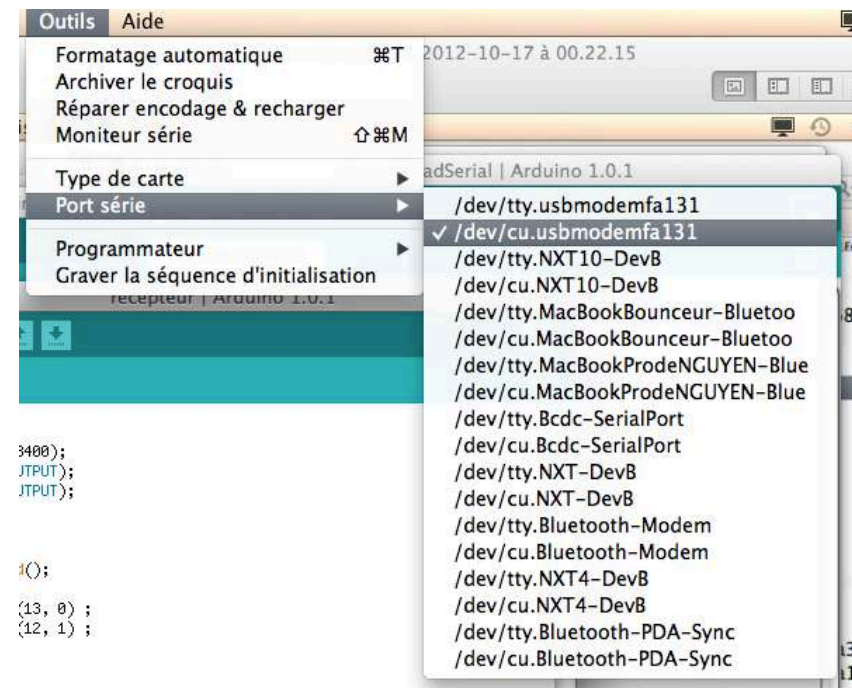 Outils Aide
Formatage automatique ⌘T
Archiver le croquis
Réparer encodage & recharger
Moniteur série ⇧⌘M
Type de carte ▶
Port série ▶
Programmateur ▶
Graver la séquence d'initialisation
2012-10-17 à 00.22.15
adSerial | Arduino 1.0.1
/dev/tty.usbmodemfa131
✓ /dev/cu.usbmodemfa131
/dev/tty.NXT10-DevB
/dev/cu.NXT10-DevB
/dev/tty.MacBookBounceur-Bluetoo
/dev/cu.MacBookBounceur-Bluetoo
/dev/tty.MacBookProdeNGUYEN-Blue
/dev/cu.MacBookProdeNGUYEN-Blue
/dev/tty.Bcdc-SerialPort
/dev/cu.Bcdc-SerialPort
/dev/tty.NXT-DevB
/dev/cu.NXT-DevB
/dev/tty.Bluetooth-Modem
/dev/cu.Bluetooth-Modem
/dev/tty.NXT4-DevB
/dev/cu.NXT4-DevB
/dev/tty.Bluetooth-PDA-Sync
/dev/cu.Bluetooth-PDA-Sync
recepteur | Arduino 1.0.1
8400);
UTPUT);
UTPUT);
d();
(13, 0) ;
(12, 1) ;